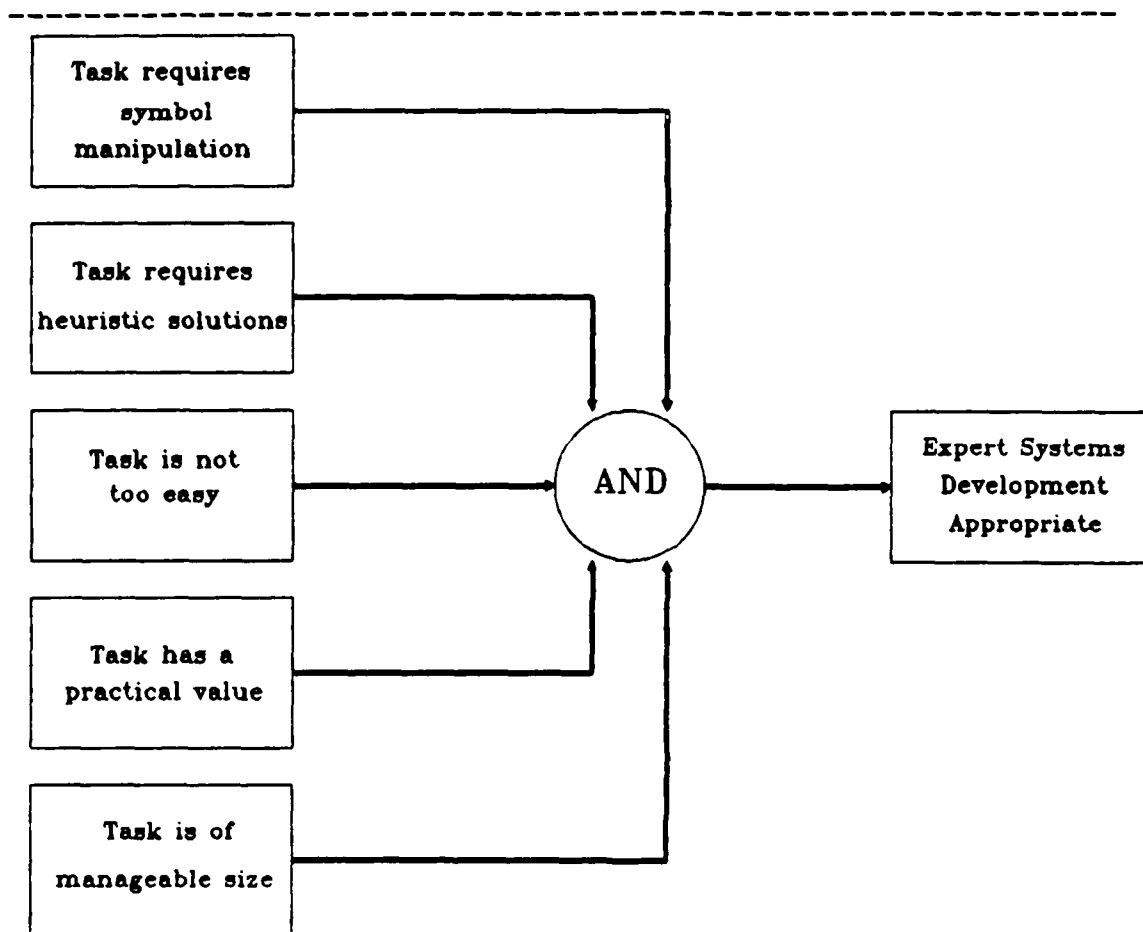 Task requires
symbol
manipulation
Task requires
heuristic solutions
Task is not
too easy
AND
Expert Systems
Development
Appropriate
Task has a
practical value
Task is of
manageable size